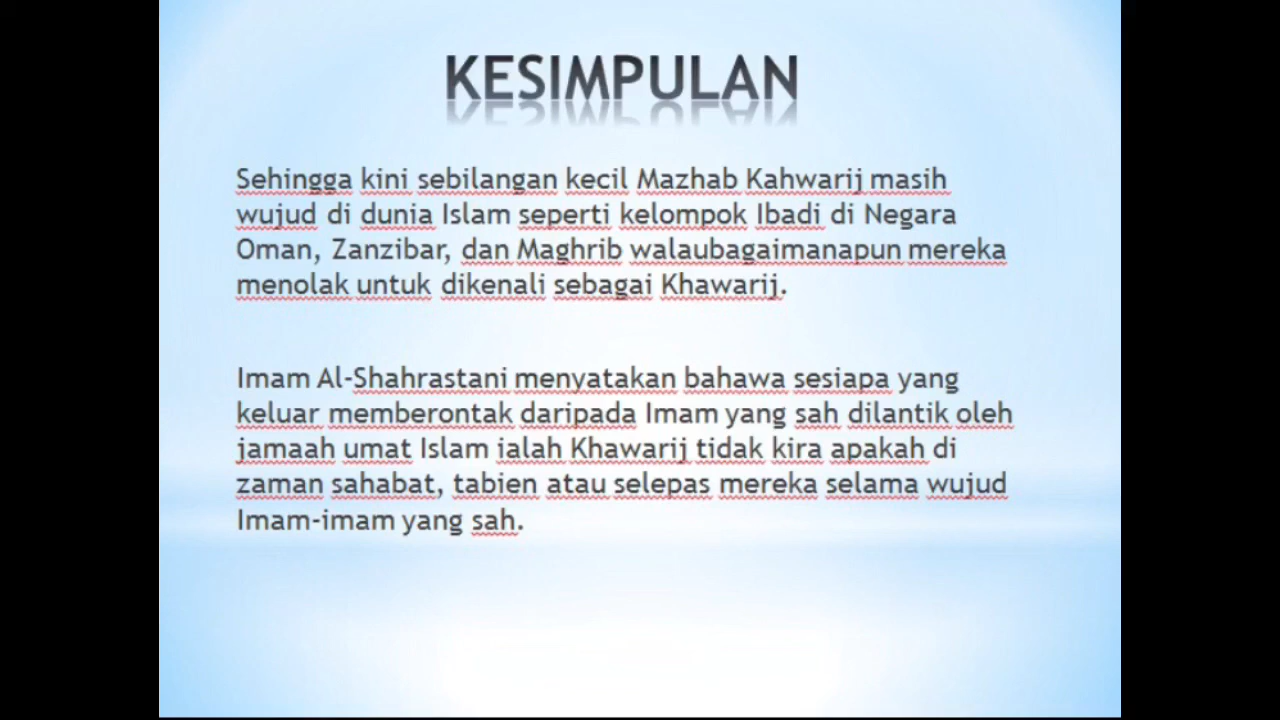 KESIMPULAN
Sehingga kini sebilangan kecil Mazhab Kahwarij masih
wujud di dunia Islam seperti kelompok Ibadi di Negara
Oman, Zanzibar, dan Maghrib walaubagaimanapun mereka
menolak untuk dikenali sebagai Khawarij.
Imam Al-Shahrastani menyatakan bahawa sesiapa yang
keluar memberontak daripada Imam yang sah dilantik oleh
jamaah umat Islam ialah Khawarij tidak kira apakah di
zaman sahabat, tabien atau selepas mereka selama wujud
Imam-imam yang sah.